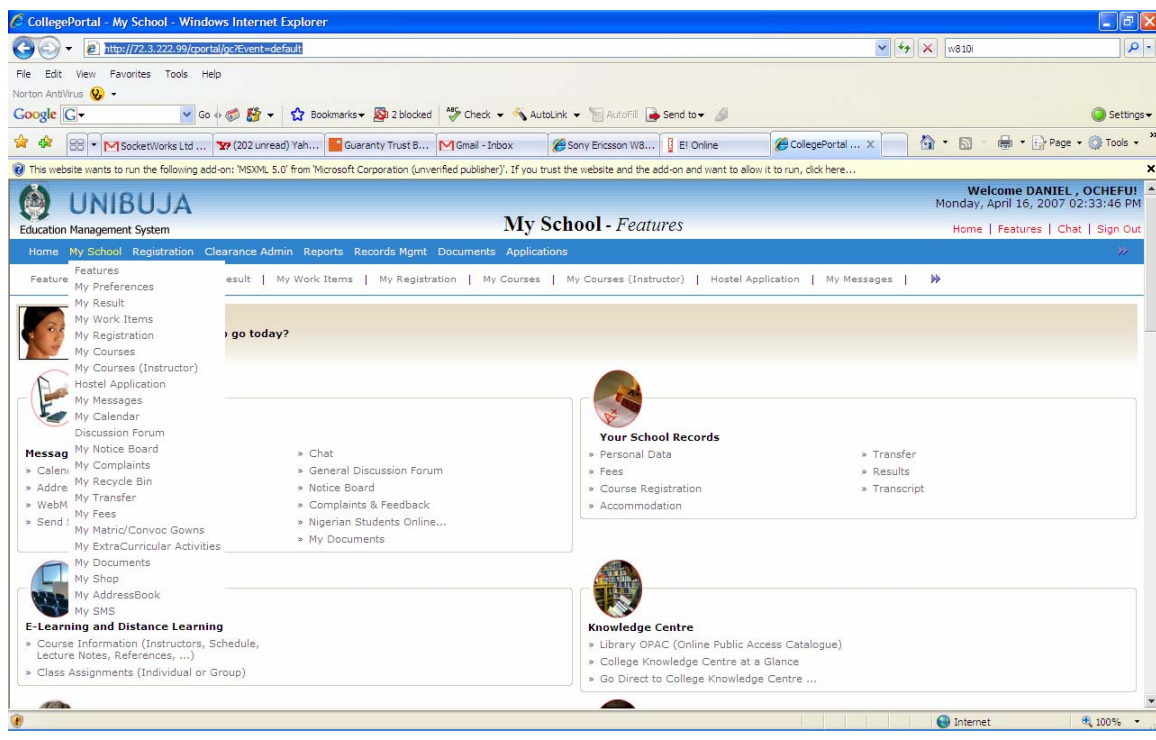 CollegePortal - My School - Windows Internet Explorer
http://72.3.222.99/cportal/gc?Event=default
w810i
File Edit View Favorites Tools Help
Norton AntiVirus
Google G Go Bookmarks 2 blocked ABC Check AutoLink AutoFill Send to Settings
SocketWorks Ltd ... (202 unread) Yah... Guaranty Trust B... Gmail - Inbox Sony Ericsson W8... E! Online CollegePortal ... X Page Tools
This website wants to run the following add-on: 'MSXML 5.0' from 'Microsoft Corporation (unverified publisher)'. If you trust the website and the add-on and want to allow it to run, click here...
UNIBUJA
Education Management System
My School - Features
Welcome DANIEL , OCHEFU!
Monday, April 16, 2007 02:33:46 PM
Home | Features | Chat | Sign Out
Home My School Registration Clearance Admin Reports Records Mgmt Documents Applications
Feature esult | My Work Items | My Registration | My Courses | My Courses (Instructor) | Hostel Application | My Messages |
Features
My Preferences
My Result
My Work Items
My Registration
My Courses
My Courses (Instructor)
Hostel Application
My Messages
My Calendar
Discussion Forum
My Notice Board
My Complaints
My Recycle Bin
My Transfer
My Fees
My Matric/Convoc Gowns
My ExtraCurricular Activities
My Documents
My Shop
My AddressBook
My SMS
go today?
Messag
» Calen
» Addre
» WebM
» Send
» Chat
» General Discussion Forum
» Notice Board
» Complaints & Feedback
» Nigerian Students Online...
» My Documents
A+
Your School Records
» Personal Data
» Fees
» Course Registration
» Accommodation
» Transfer
» Results
» Transcript
E-Learning and Distance Learning
» Course Information (Instructors, Schedule,
Lecture Notes, References, ...)
» Class Assignments (Individual or Group)
Knowledge Centre
» Library OPAC (Online Public Access Catalogue)
» College Knowledge Centre at a Glance
» Go Direct to College Knowledge Centre ...
Internet 100%